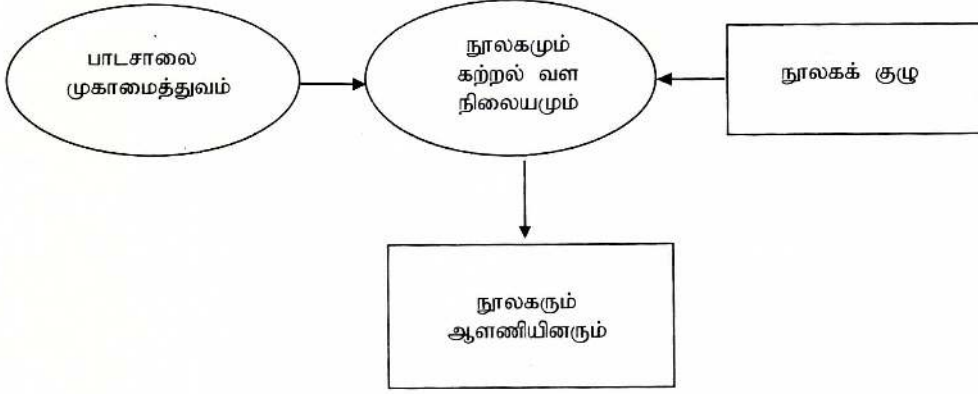 பாடசாலை
முகாமைத்துவம்
நூலகமும்
கற்றல் வள
நிலையமும்
நூலகக் குழு
நூலகரும்
ஆளணியினரும்